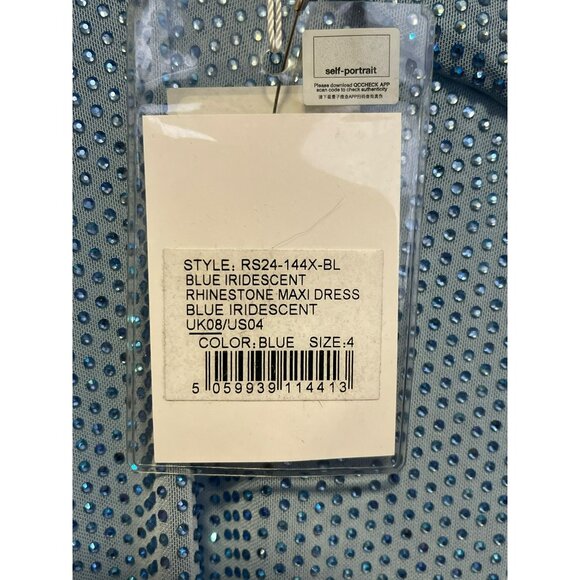 self-portrait
Please download QCCHECK APP
scan code to check authenticity
STYLE: RS24-144X-BL
BLUE IRIDESCENT
RHINESTONE MAXI DRESS
BLUE IRIDESCENT
UK08/US04
COLOR:BLUE SIZE:4
5 059939 114413